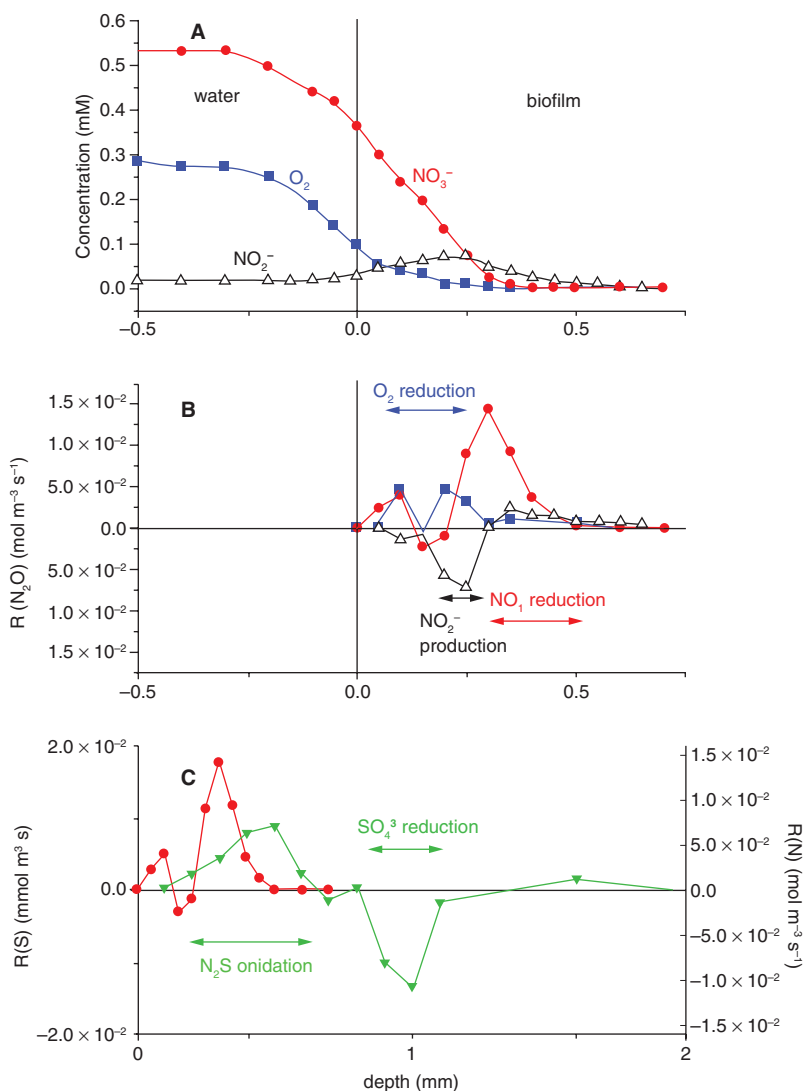 A
0.6
0.5
0.4
0.3
0.2
0.1
0.0
Concentration (mM)
water
biofilm
O₂
NO₃⁻
NO₂⁻
−0.5
0.0
0.5
B
O₂ reduction
1.5 × 10⁻²
1.0 × 10⁻²
5.0 × 10⁻²
0.0
5.0 × 10⁻²
1.0 × 10⁻²
1.5 × 10⁻²
R (N₂O) (mol m⁻³ s⁻¹)
NO₁ reduction
NO₂⁻
production
−0.5
0.0
0.5
C
2.0 × 10⁻²
0.0
−2.0 × 10⁻²
R(S) (mmol m³ s)
SO₄³ reduction
N₂S onidation
1.5 × 10⁻²
1.0 × 10⁻²
5.0 × 10⁻²
0.0
−5.0 × 10⁻²
−1.0 × 10⁻²
−1.5 × 10⁻²
R(N) (mol m⁻³ s⁻¹)
0
1
2
depth (mm)